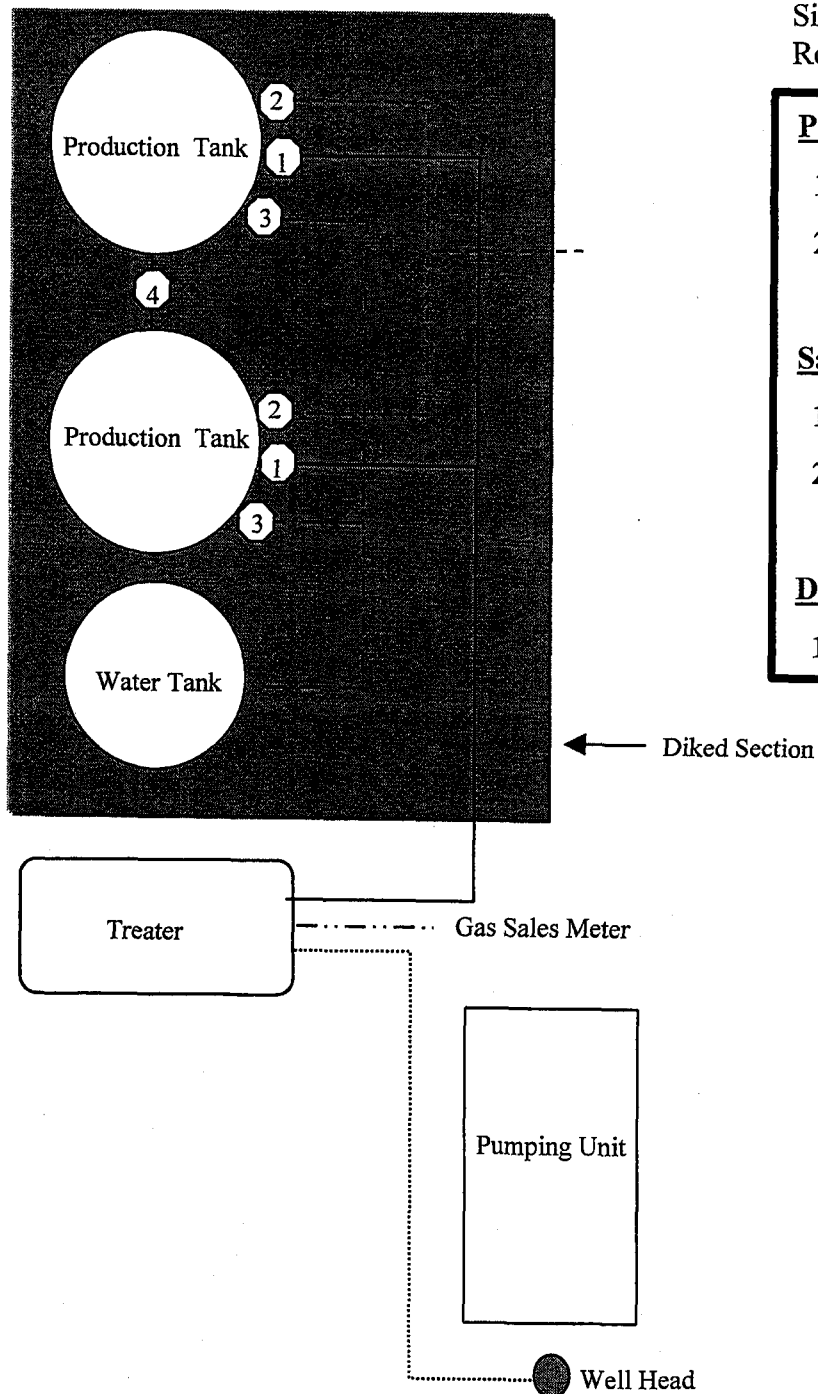 Si
Re
P
2
Production Tank
1
1
3
2
4
Sa
2
1
Production Tank
1
2
3
D
Water Tank
1
Diked Section
Treater
Gas Sales Meter
Pumping Unit
Well Head